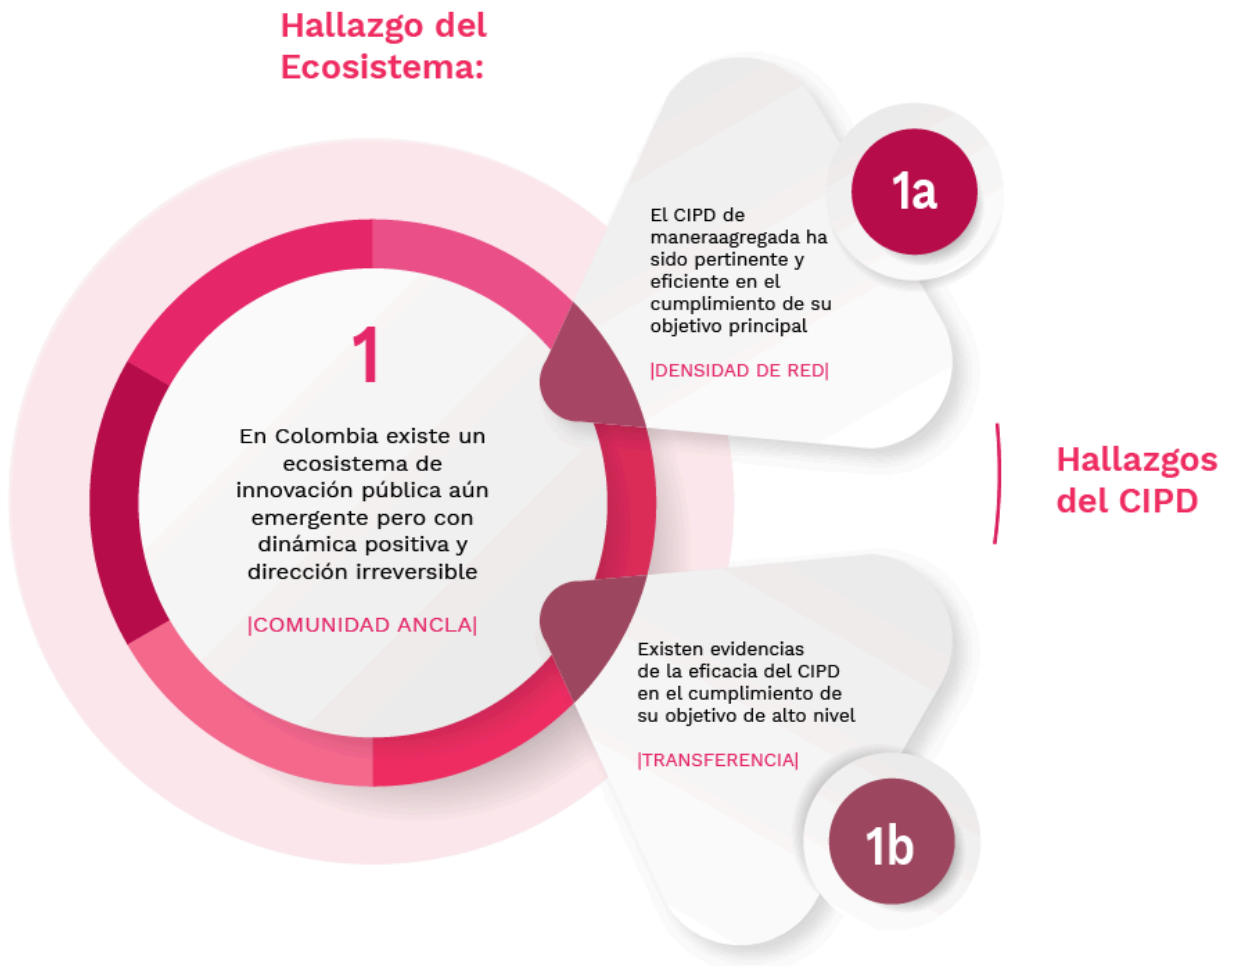 Hallazgo del
Ecosistema:
1
En Colombia existe un
ecosistema de
innovación pública aún
emergente pero con
dinámica positiva y
dirección irreversible
|COMUNIDAD ANCLA|
1a
El CIPD de
maneraagregada ha
sido pertinente y
eficiente en el
cumplimiento de su
objetivo principal
|DENSIDAD DE RED|
Hallazgos
del CIPD
Existen evidencias
de la eficacia del CIPD
en el cumplimiento de
su objetivo de alto nivel
|TRANSFERENCIA|
1b